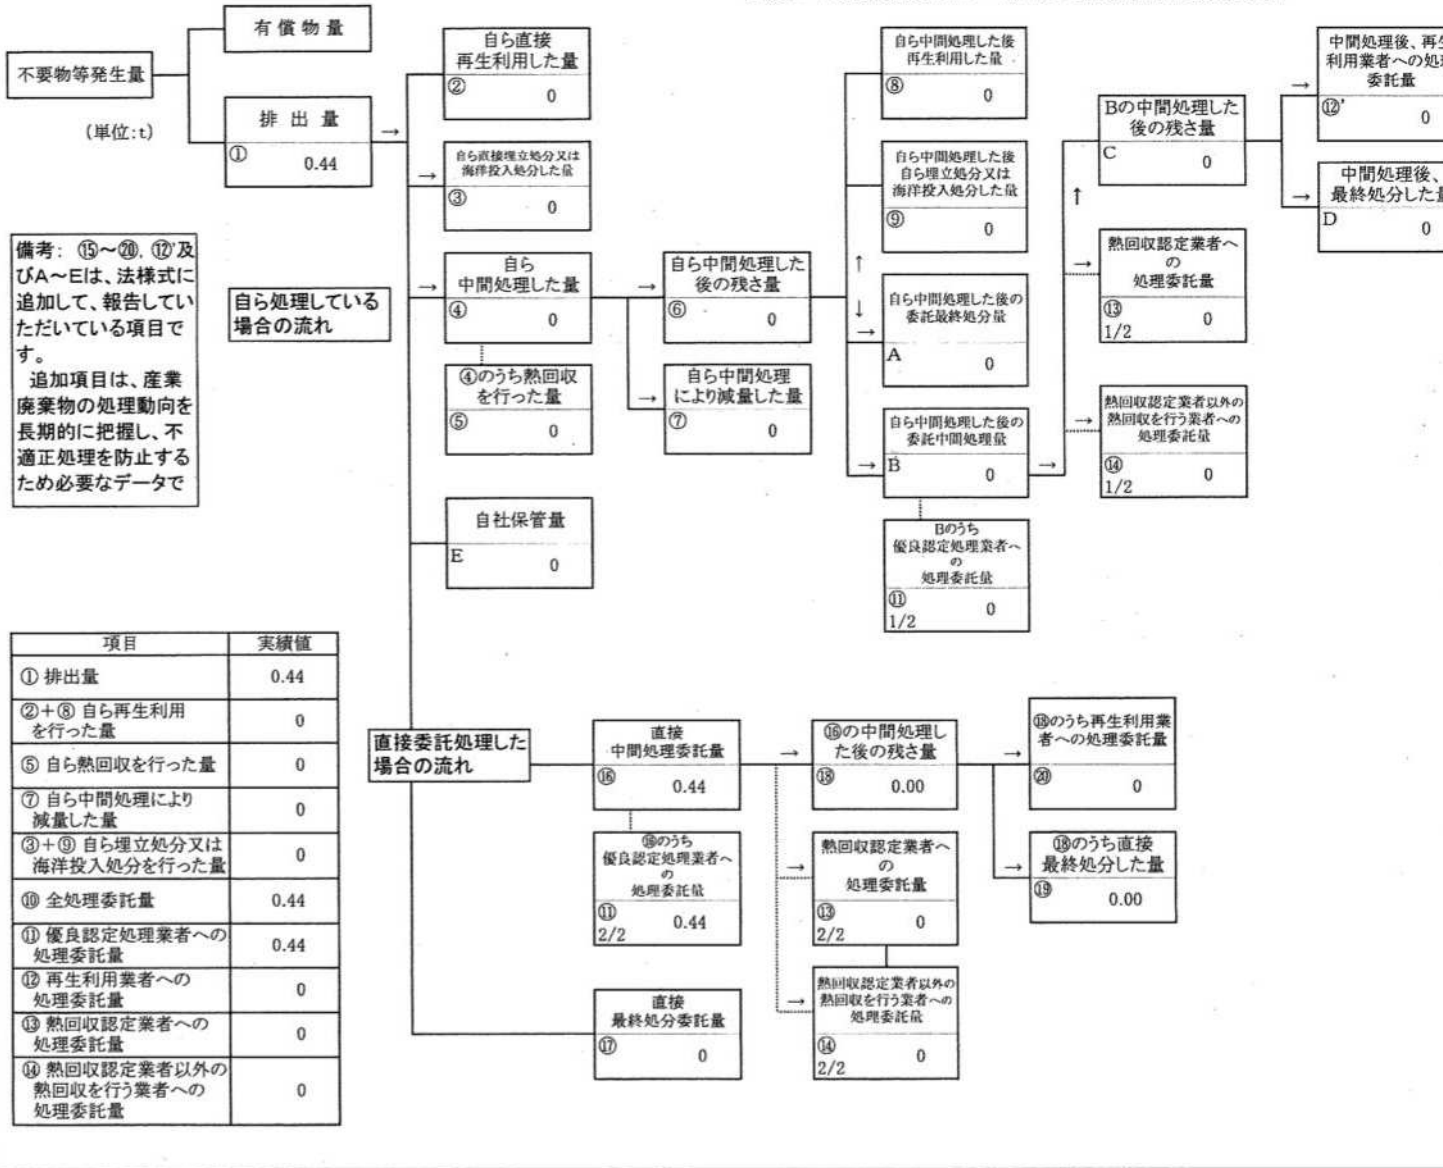 不要物等発生量
(単位:t)
有償物量
排出量
① 0.44
→
備考: ⑮～⑳, ⑫'及
びA～Eは、法様式に
追加して、報告してい
ただいている項目で
す。
追加項目は、産業
廃棄物の処理動向を
長期的に把握し、不
適正処理を防止する
ため必要なデータで
自ら処理している
場合の流れ
自ら直接
再生利用した量
② 0
→
自ら直接埋立処分又は
海洋投入処分した量
③ 0
→
自ら
中間処理した量
④ 0
④のうち熱回収
を行った量
⑤ 0
自社保管量
E 0
→
自ら中間処理した
後の残さ量
⑥ 0
→
自ら中間処理
により減量した量
⑦ 0
自ら中間処理した後
再生利用した量
⑧ 0
自ら中間処理した後
自ら埋立処分又は
海洋投入処分した量
⑨ 0
↑
↓
→
自ら中間処理した後の
委託最終処分量
A 0
→
自ら中間処理した後の
委託中間処理量
B 0
Bのうち
優良認定処理業者へ
の
処理委託量
⑪ 0
1/2
→
↑
Bの中間処理した
後の残さ量
C 0
→
熱回収認定業者へ
の
処理委託量
⑬ 0
1/2
→
熱回収認定業者以外の
熱回収を行う業者への
処理委託量
⑭ 0
1/2
→
中間処理後、再生
利用業者への処理
委託量
⑫' 0
→
中間処理後、
最終処分した量
D 0
項目 実績値
① 排出量 0.44
②+⑧ 自ら再生利用
を行った量 0
⑤ 自ら熱回収を行った量 0
⑦ 自ら中間処理により
減量した量 0
③+⑨ 自ら埋立処分又は
海洋投入処分を行った量 0
⑩ 全処理委託量 0.44
⑪ 優良認定処理業者への
処理委託量 0.44
⑫ 再生利用業者への
処理委託量 0
⑬ 熱回収認定業者への
処理委託量 0
⑭ 熱回収認定業者以外の
熱回収を行う業者への
処理委託量 0
直接委託処理した
場合の流れ
直接
中間処理委託量
⑯ 0.44
⑯のうち
優良認定処理業者へ
の
処理委託量
⑪ 0.44
2/2
直接
最終処分委託量
⑰ 0
→
⑯の中間処理し
た後の残さ量
⑱ 0.00
→
熱回収認定業者へ
の
処理委託量
⑬ 0
2/2
→
熱回収認定業者以外の
熱回収を行う業者への
処理委託量
⑭ 0
2/2
→
⑱のうち再生利用業
者への処理委託量
⑳ 0
→
⑱のうち直接
最終処分した量
⑲ 0.00